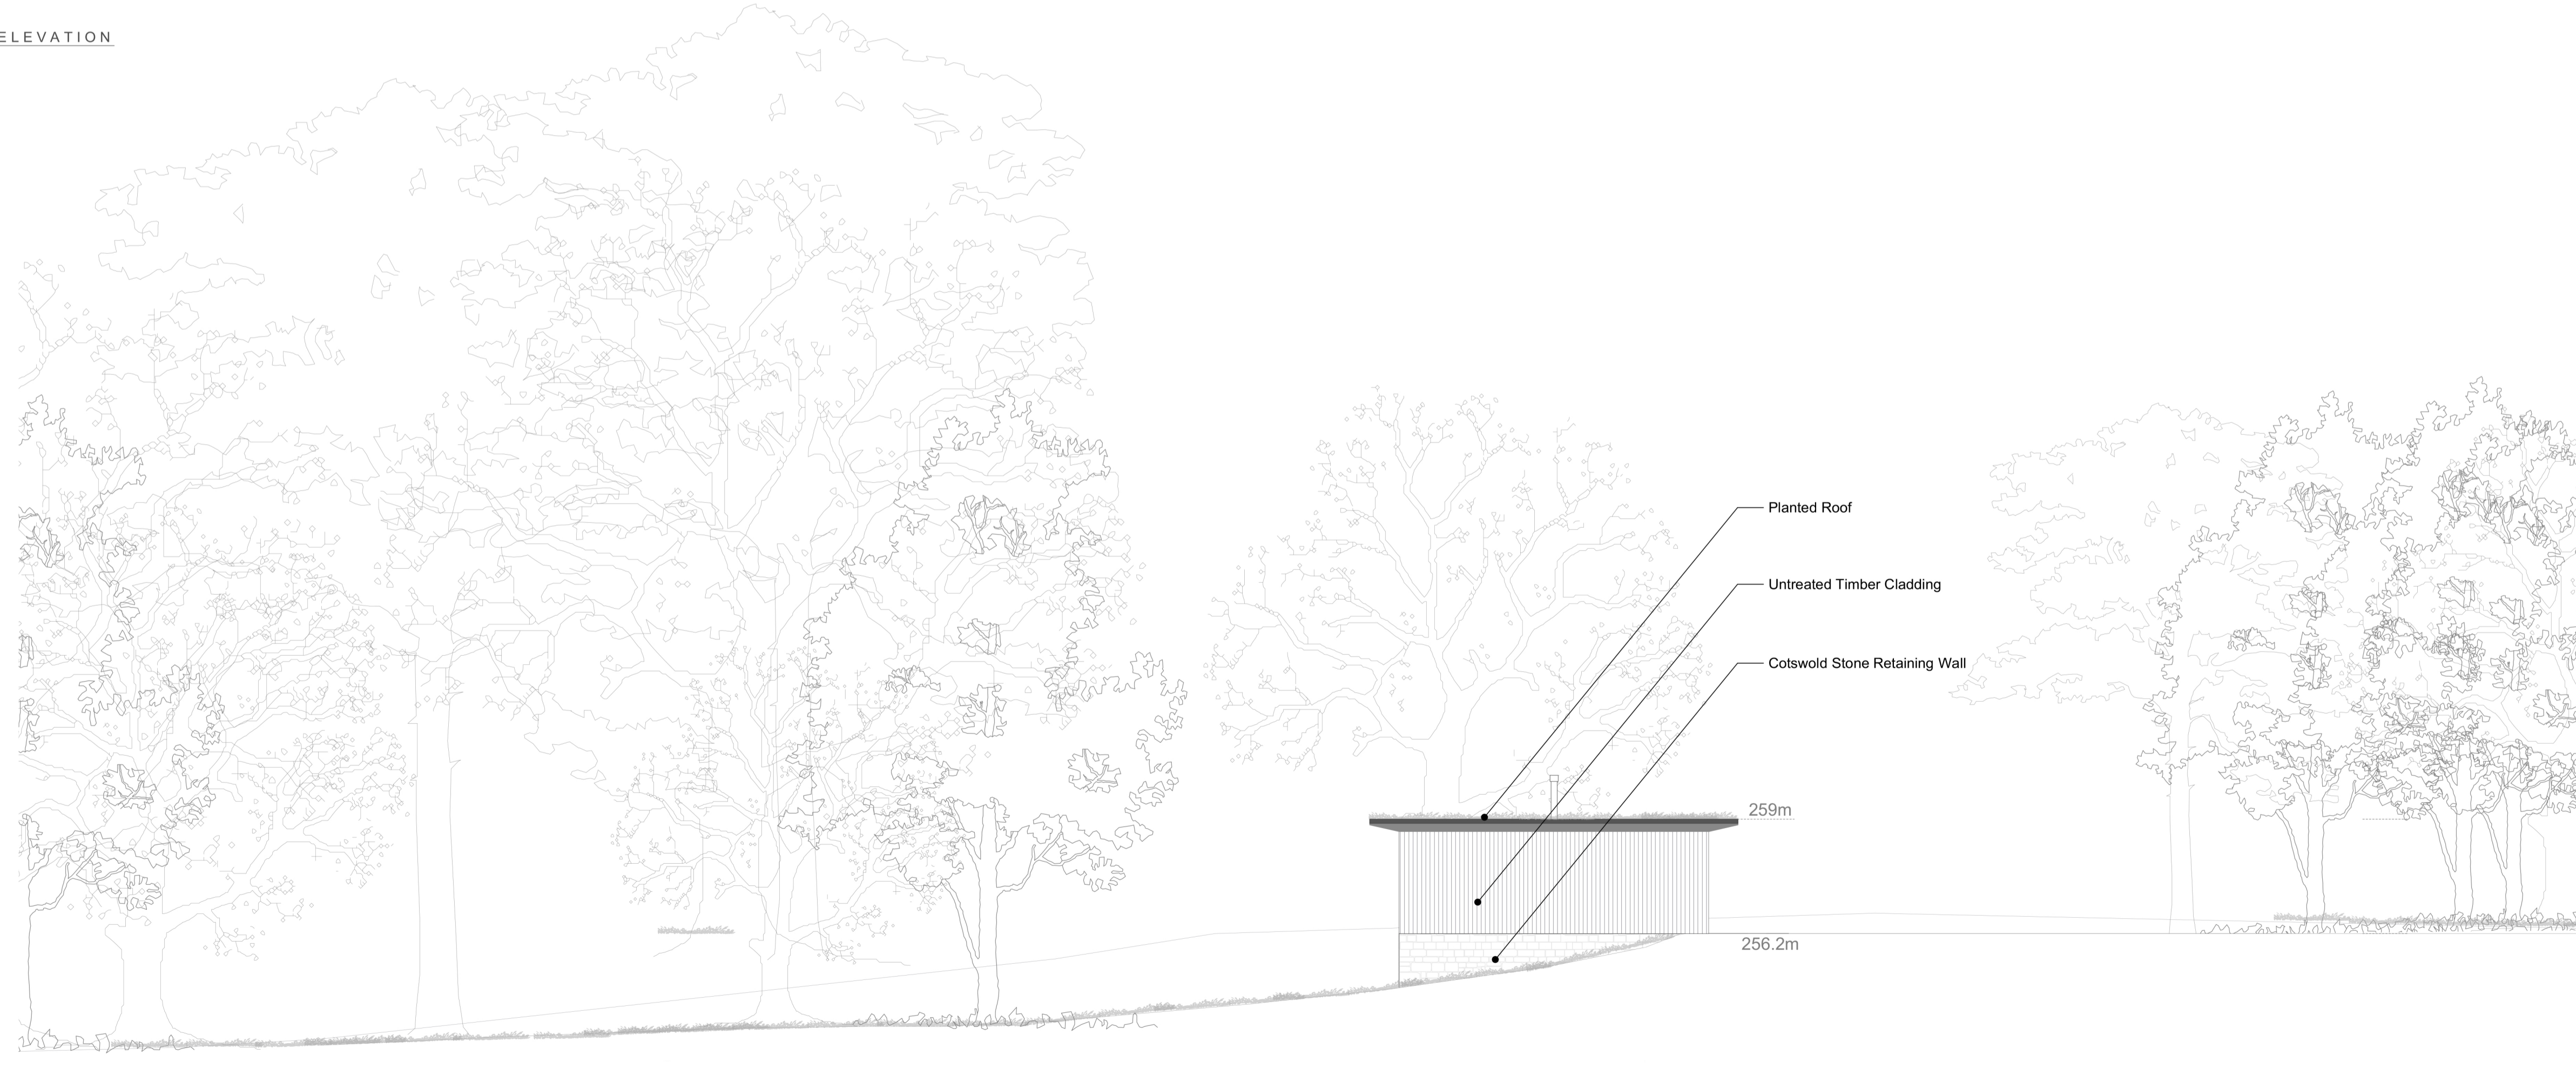 ELEVATION
Planted Roof
Untreated Timber Cladding
Cotswold Stone Retaining Wall
259m
256.2m